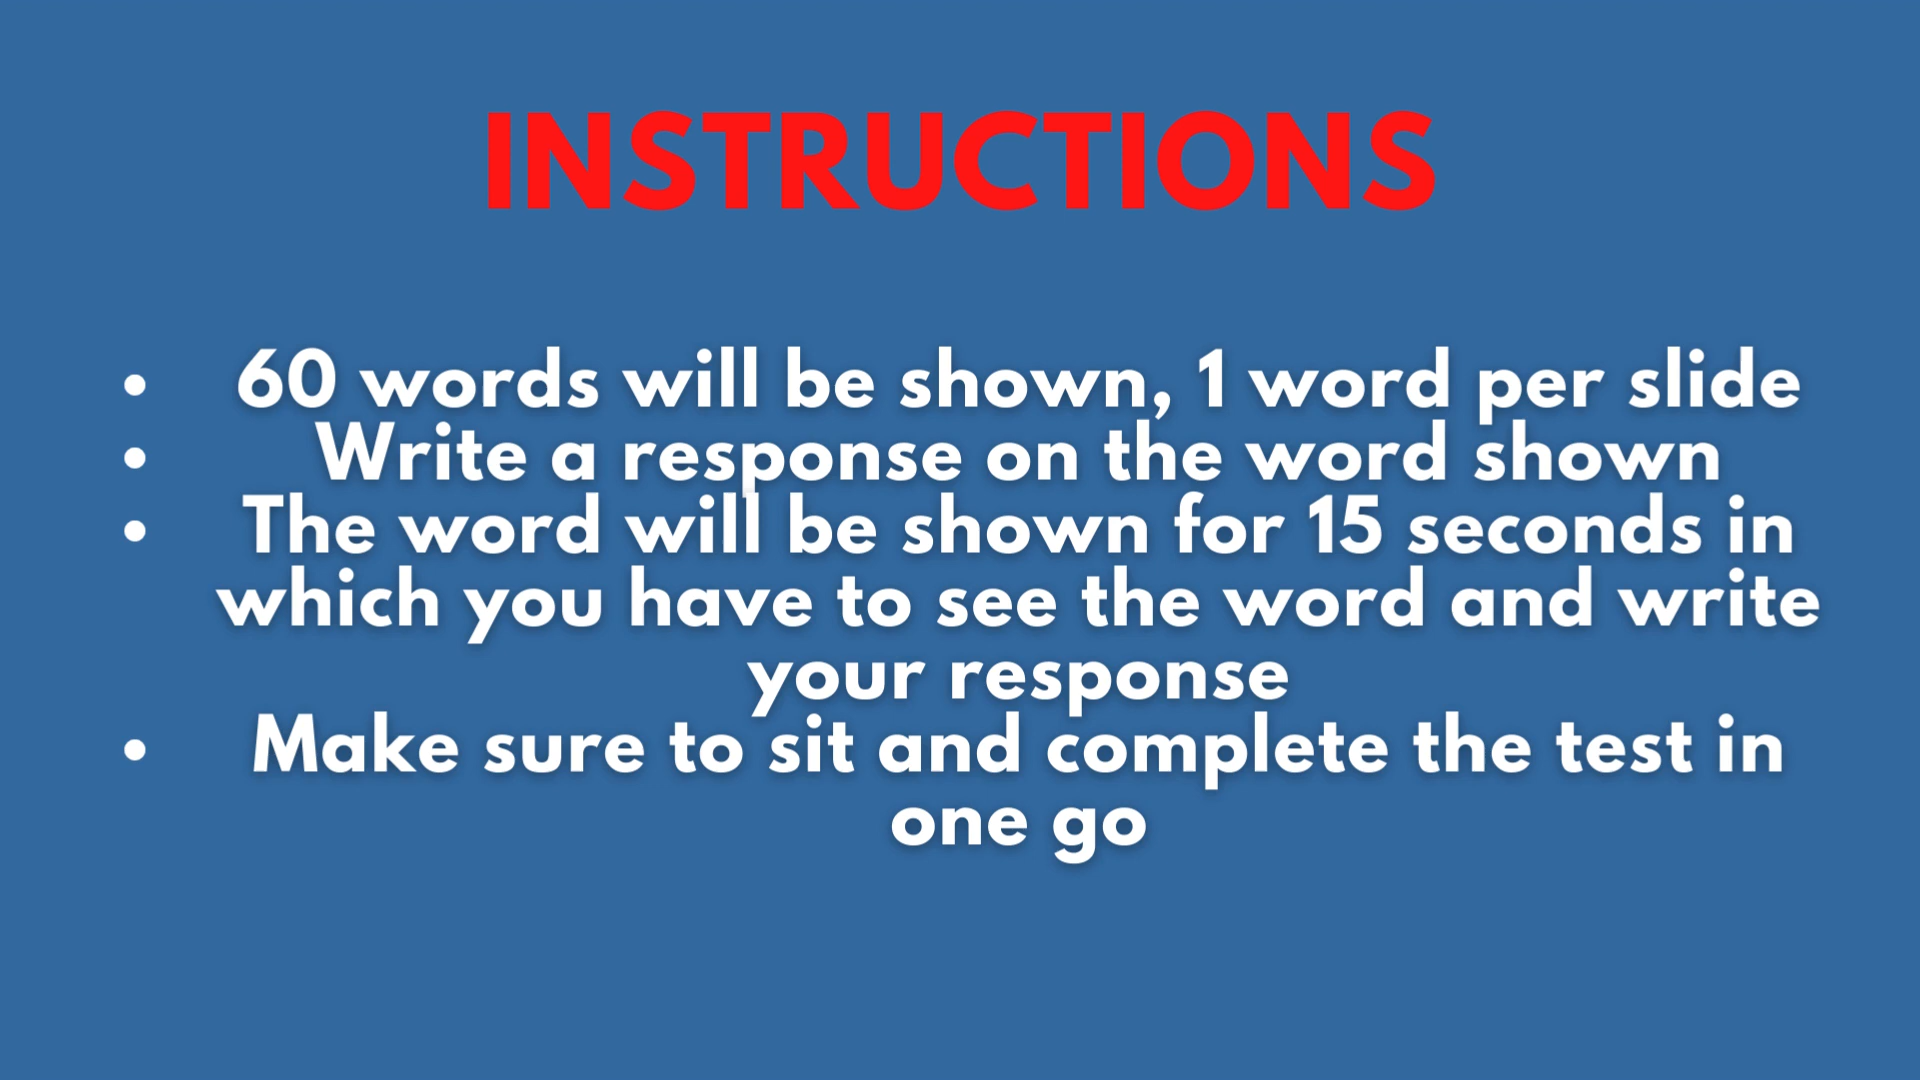 INSTRUCTIONS
• 60 words will be shown, 1 word per slide
• Write a response on the word shown
• The word will be shown for 15 seconds in
which you have to see the word and write
your response
• Make sure to sit and complete the test in
one go